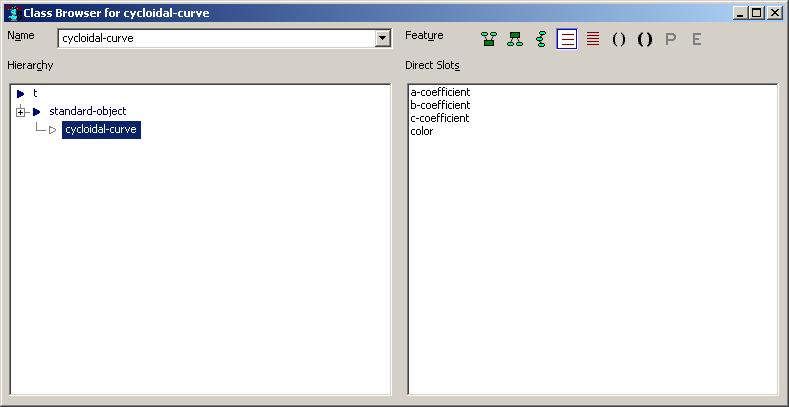 Class Browser for cycloidal-curve
Name cycloidal-curve Feature () () P E
Hierarchy Direct Slots
t
standard-object
cycloidal-curve
a-coefficient
b-coefficient
c-coefficient
color